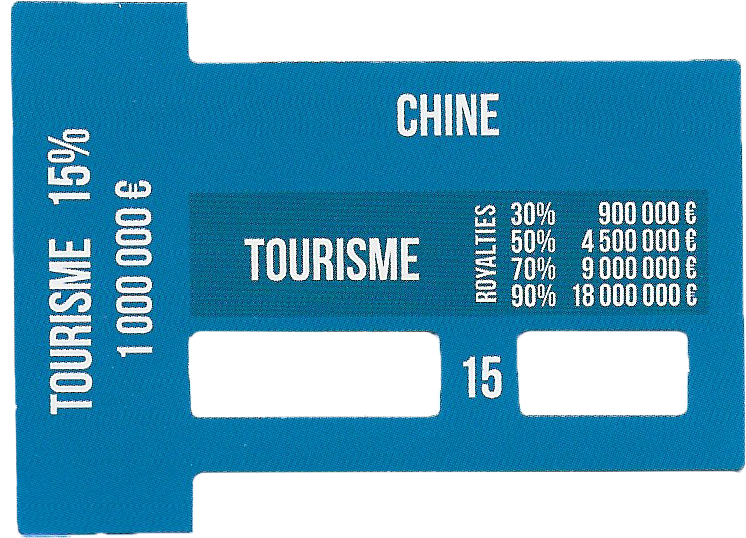 TOURISME 15%
1 000 000 €
CHINE
TOURISME
ROYALTIES
30% 900 000 €
50% 4 500 000 €
70% 9 000 000 €
90% 18 000 000 €
15